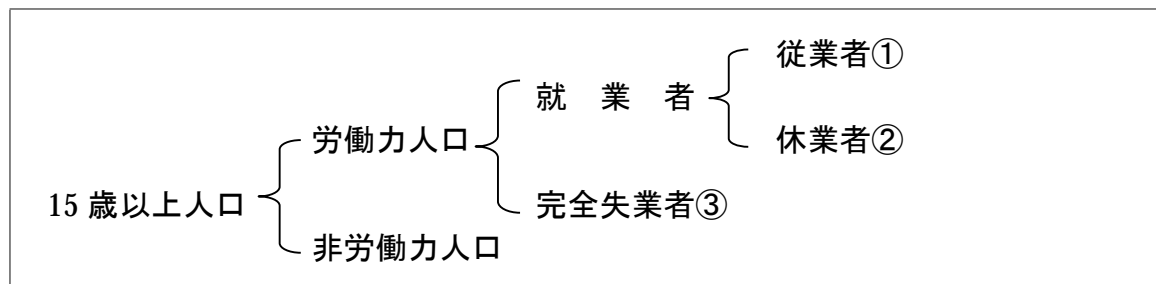 従業者①
就　業　者
休業者②
労働力人口
15 歳以上人口
完全失業者③
非労働力人口